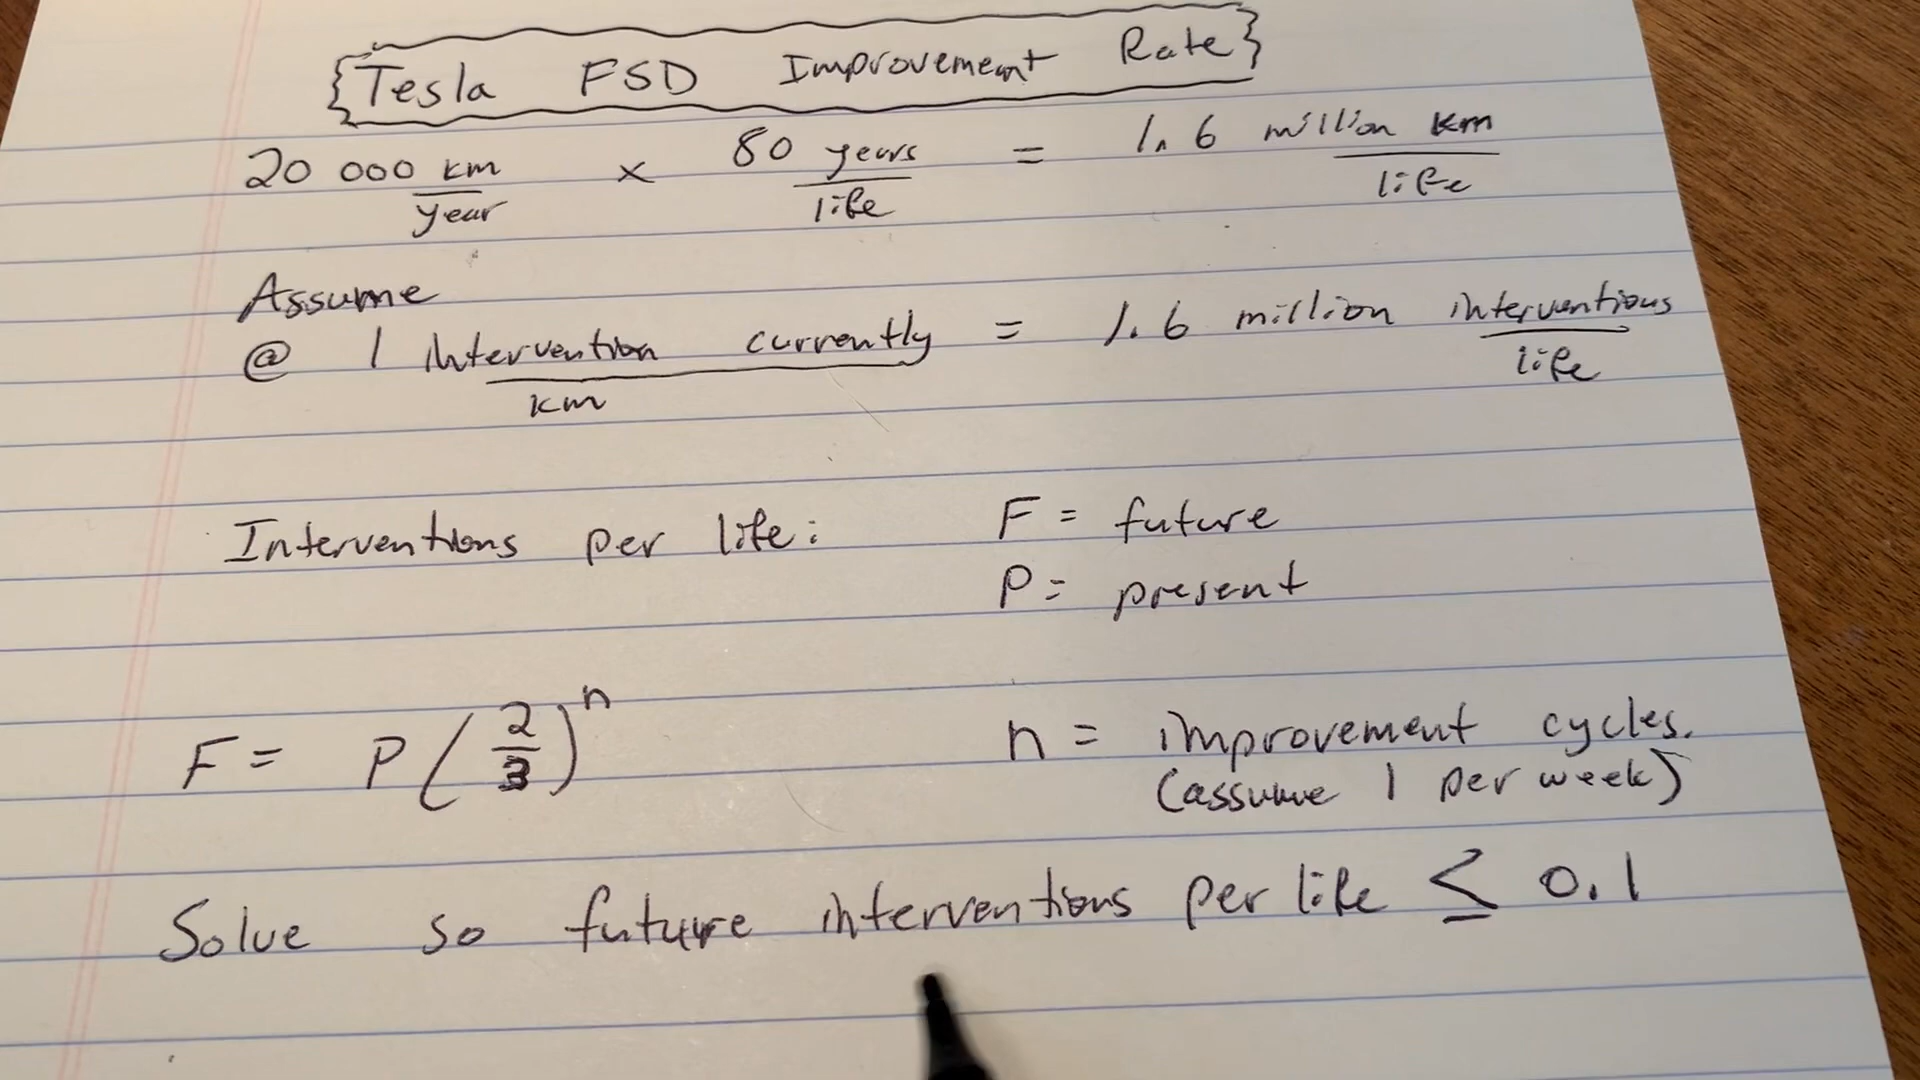 Tesla FSD Improvement Rate
20 000 km/year × 80 years/life = 1.6 million km/life
Assume
@ 1 intervention currently/km = 1.6 million interventions/life
Interventions per life: F = future
P = present
F = P(2/3)^n n = improvement cycles.
(assume 1 per week)
Solve so future interventions per life ≤ 0.1